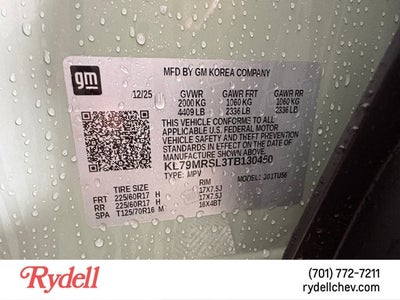 gm
MFD BY GM KOREA COMPANY
12/25 GVWR GAWR FRT GAWR RR
2000 KG 1060 KG 1060 KG
4409 LB 2336 LB 2336 LB
THIS VEHICLE CONFORMS TO ALL
APPLICABLE U.S. FEDERAL MOTOR
VEHICLE SAFETY AND THEFT PREVENTION
STANDARDS IN EFFECT ON THE DATE OF
MANUFACTURE SHOWN ABOVE.
KL79MRSL3TB130450
TYPE: MPV MODEL: 201TU56
TIRE SIZE RIM
FRT 225/60R17 H 17X7.5J
RR 225/60R17 H 17X7.5J
SPA T125/70R16 M 16X4BT
Rydell
(701) 772-7211
rydellchev.com